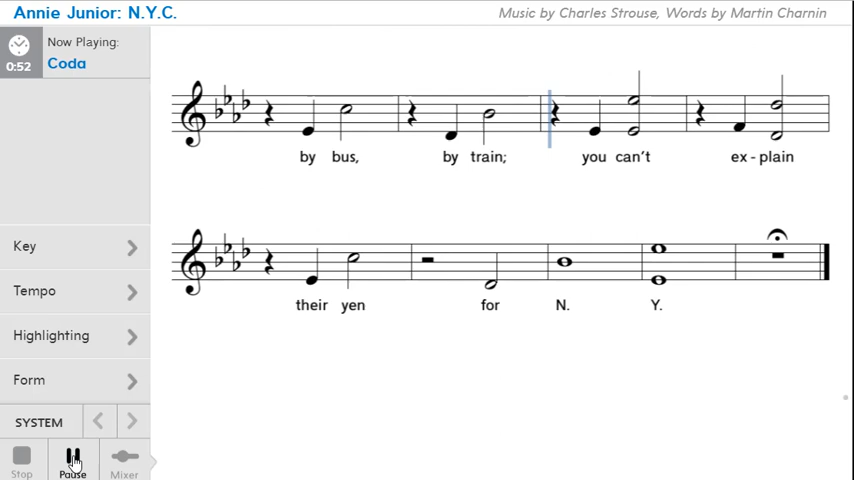 Annie Junior: N.Y.C.
Music by Charles Strouse, Words by Martin Charnin
Now Playing:
0:52
Coda
by bus, by train; you can't ex - plain
their yen for N. Y.
Key
Tempo
Highlighting
Form
SYSTEM
Stop Pause Mixer